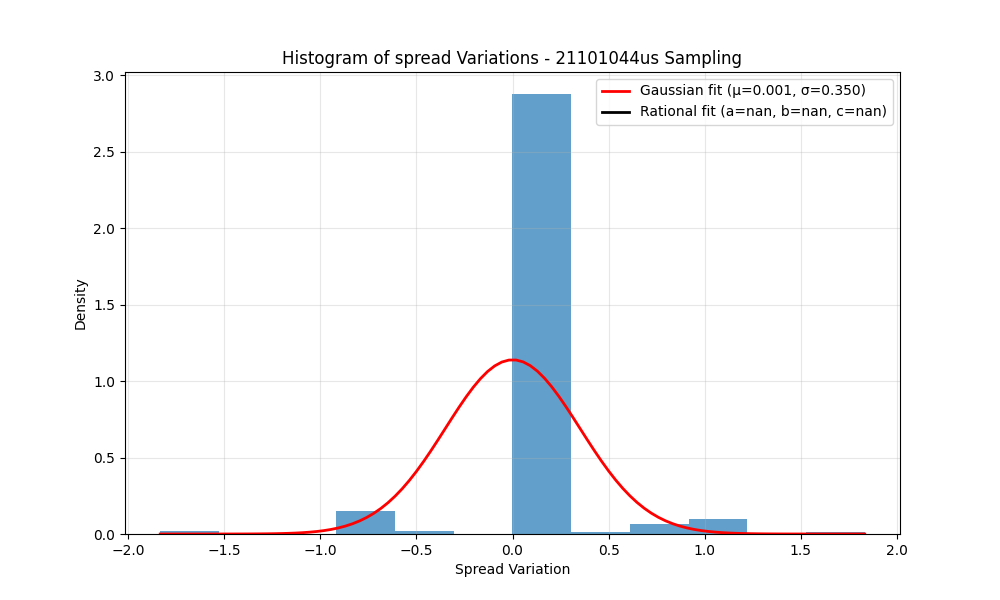 Histogram of spread Variations - 21101044us Sampling
Gaussian fit (μ=0.001, σ=0.350)
Rational fit (a=nan, b=nan, c=nan)
3.0
2.5
2.0
1.5
1.0
0.5
0.0
Density
−2.0 −1.5 −1.0 −0.5 0.0 0.5 1.0 1.5 2.0
Spread Variation